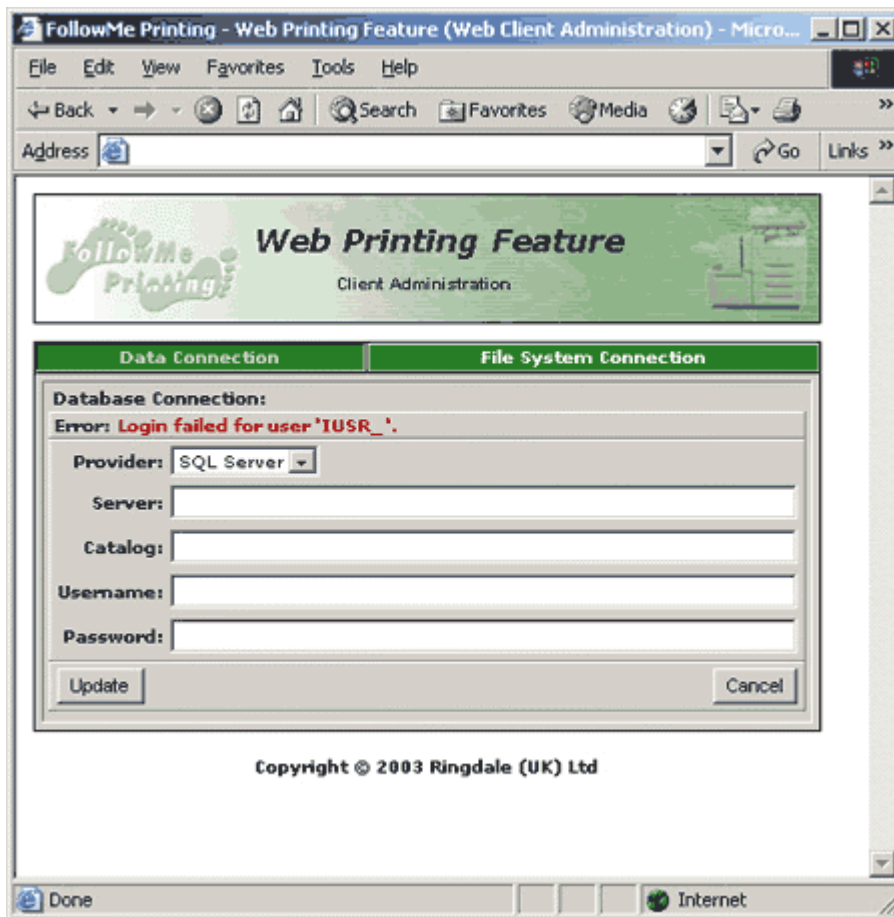 FollowMe Printing - Web Printing Feature (Web Client Administration) - Micro...
File Edit View Favorites Tools Help
Back Search Favorites Media »
Address Go Links »
FollowMe Printing
Web Printing Feature
Client Administration
Data Connection File System Connection
Database Connection:
Error: Login failed for user 'IUSR_'.
Provider: SQL Server
Server:
Catalog:
Username:
Password:
Update Cancel
Copyright © 2003 Ringdale (UK) Ltd
Done Internet